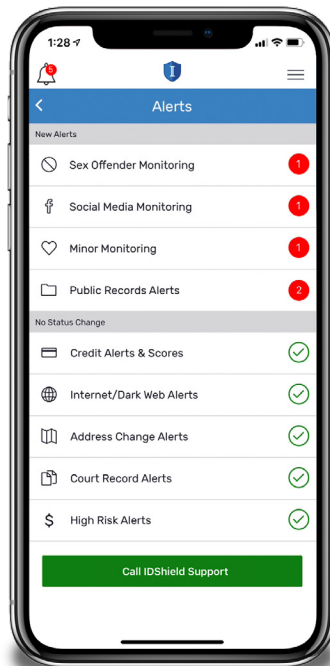 1:28
5
I
Alerts
New Alerts
Sex Offender Monitoring 1
Social Media Monitoring 1
Minor Monitoring 1
Public Records Alerts 2
No Status Change
Credit Alerts & Scores
Internet/Dark Web Alerts
Address Change Alerts
Court Record Alerts
$ High Risk Alerts
Call IDShield Support